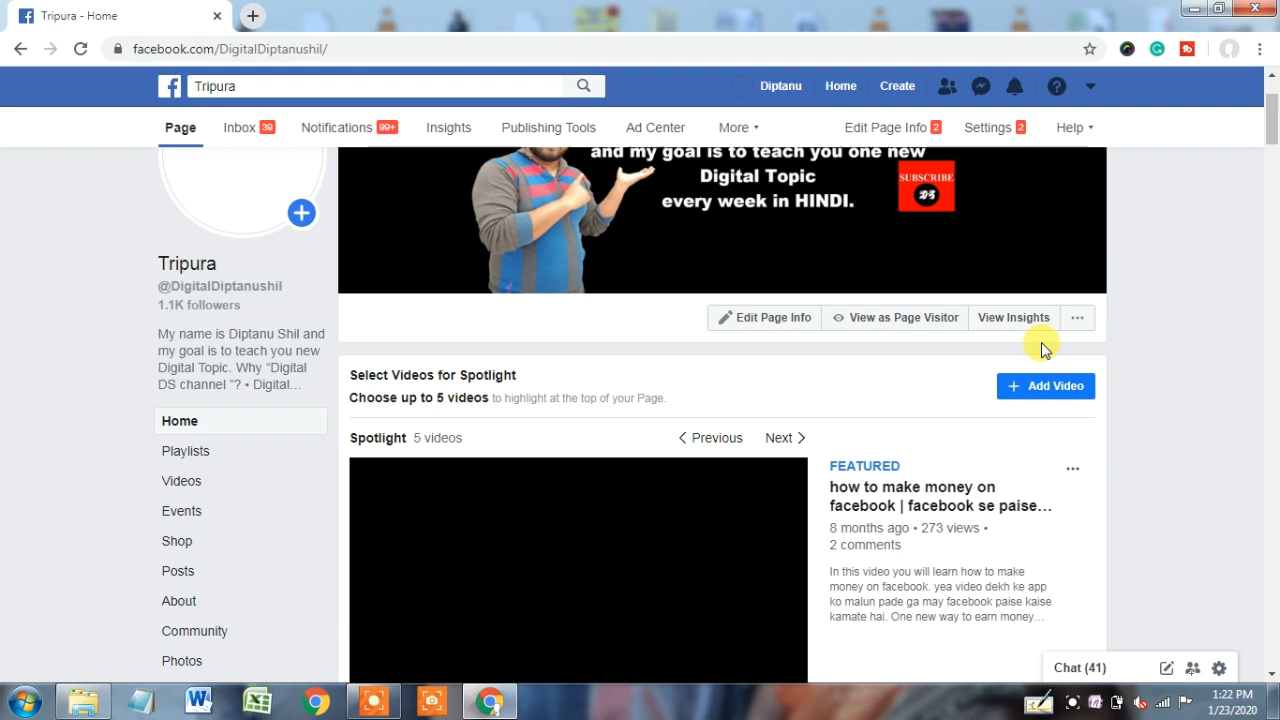 Tripura - Home
facebook.com/DigitalDiptanushil/
Tripura
Diptanu
Home
Create
Page
Inbox 39
Notifications 99+
Insights
Publishing Tools
Ad Center
More
Edit Page Info 2
Settings 2
Help
and my goal is to teach you one new
Digital Topic
every week in HINDI.
SUBSCRIBE
DS
Tripura
@DigitalDiptanushil
1.1K followers
My name is Diptanu Shil and
my goal is to teach you new
Digital Topic. Why "Digital
DS channel "? • Digital...
Home
Playlists
Videos
Events
Shop
Posts
About
Community
Photos
Edit Page Info
View as Page Visitor
View Insights
Select Videos for Spotlight
Choose up to 5 videos to highlight at the top of your Page.
+ Add Video
Spotlight 5 videos
Previous
Next
FEATURED
how to make money on
facebook | facebook se paise...
8 months ago • 273 views •
2 comments
In this video you will learn how to make
money on facebook. yea video dekh ke app
ko malun pade ga may facebook paise kaise
kamate hai. One new way to earn money...
Chat (41)
1:22 PM
1/23/2020